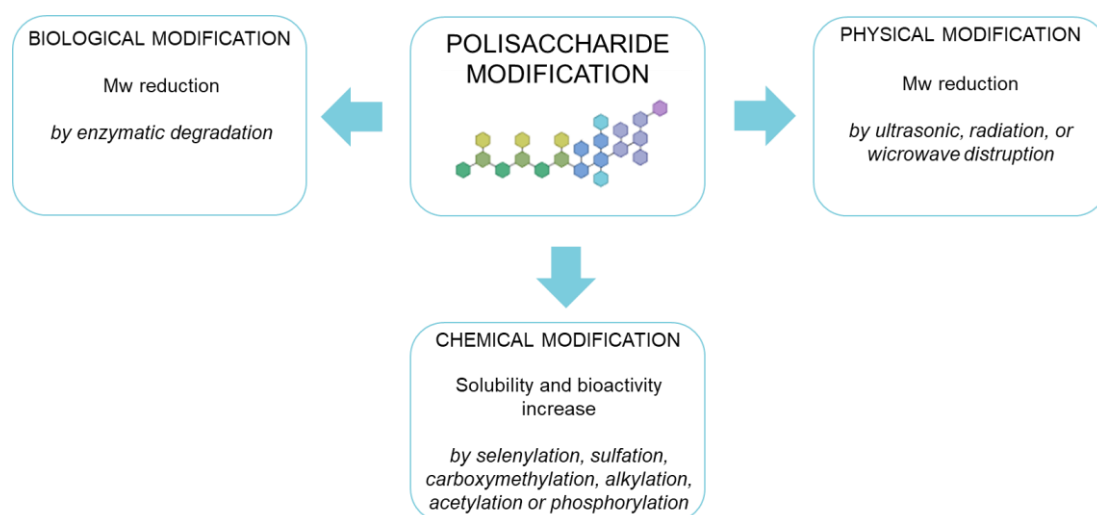 POLISACCHARIDE
MODIFICATION
BIOLOGICAL MODIFICATION
Mw reduction
by enzymatic degradation
PHYSICAL MODIFICATION
Mw reduction
by ultrasonic, radiation, or
wicrowave distruption
CHEMICAL MODIFICATION
Solubility and bioactivity
increase
by selenylation, sulfation,
carboxymethylation, alkylation,
acetylation or phosphorylation